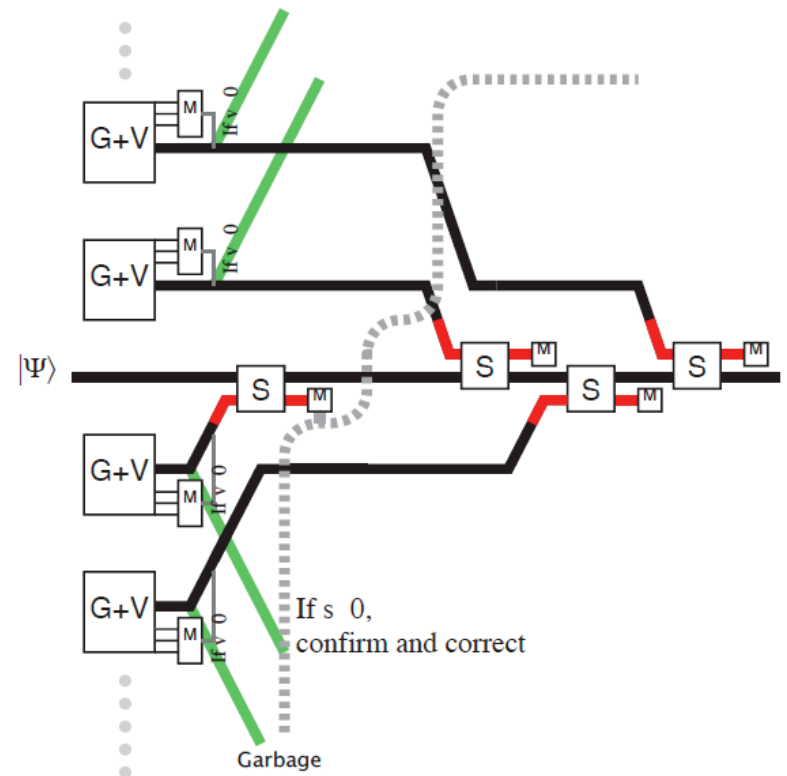 M
If v 0
G+V
M
If v 0
G+V
|Ψ⟩
S
M
S
M
S
M
S
M
G+V
M
If v 0
G+V
M
If v 0
If s 0,
confirm and correct
Garbage